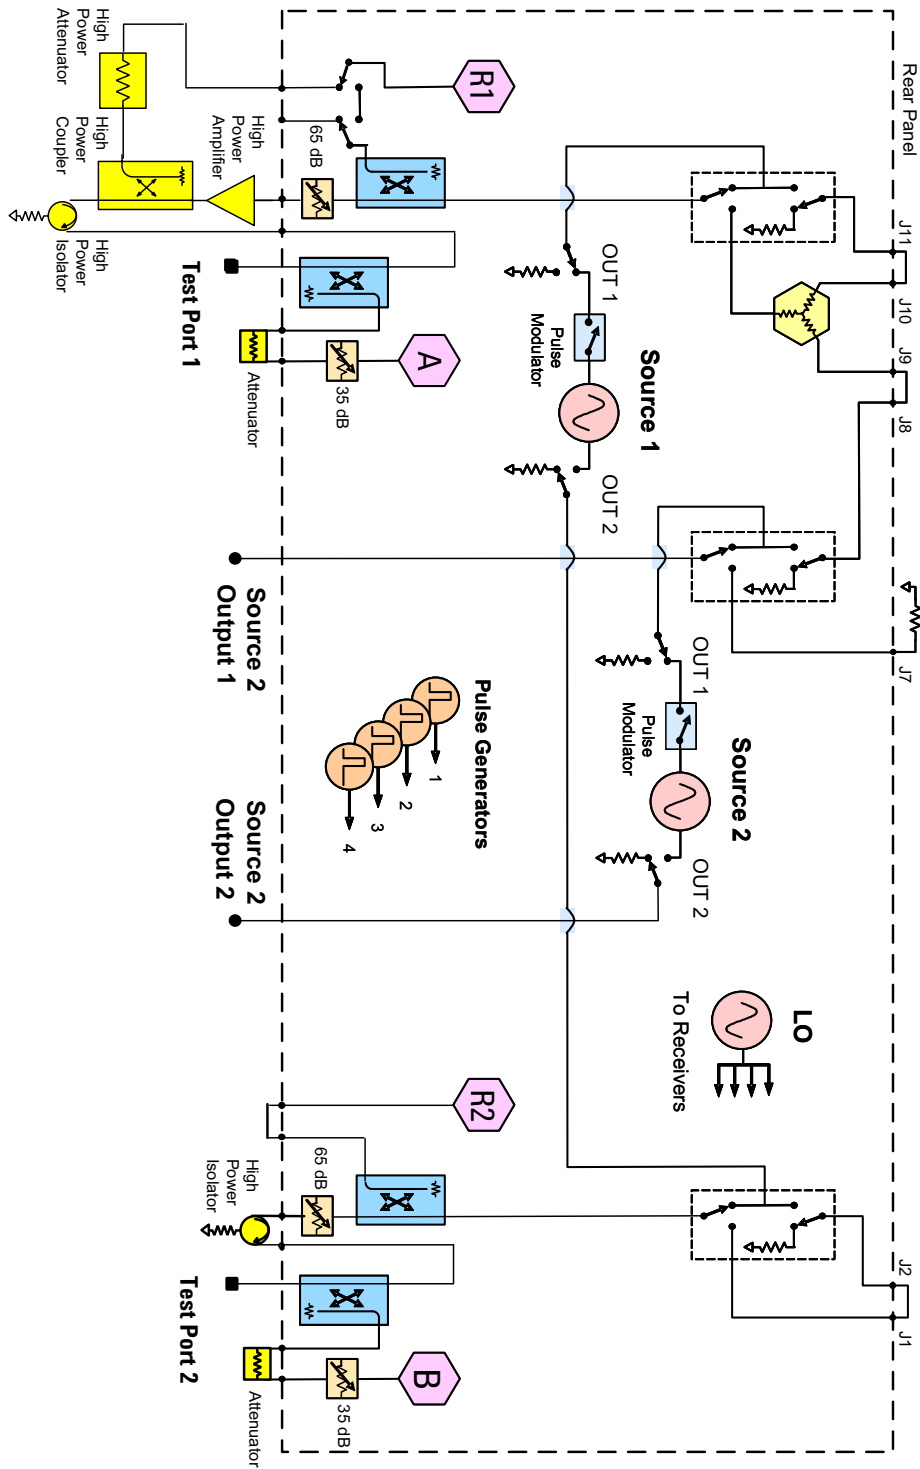 Rear Panel
J11
J10
J9
J8
J7
J2
J1
LO
To Receivers
Source 1
OUT 1
Pulse
Modulator
OUT 2
Source 2
OUT 1
Pulse
Modulator
OUT 2
Pulse Generators
1
2
3
4
R1
65 dB
A
35 dB
R2
65 dB
B
35 dB
High
Power
Attenuator
High
Power
Coupler
High
Power
Amplifier
High
Power
Isolator
Test Port 1
Attenuator
Source 2
Output 1
Source 2
Output 2
High
Power
Isolator
Test Port 2
Attenuator